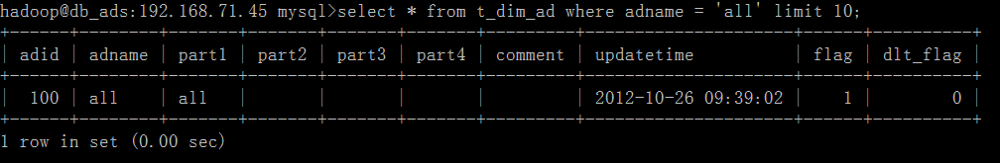 hadoop@db_ads:192.168.71.45 mysql>select * from t_dim_ad where adname = 'all' limit 10;
+------+--------+-------+-------+-------+-------+---------+---------------------+------+----------+
| adid | adname | part1 | part2 | part3 | part4 | comment | updatetime          | flag | dlt_flag |
+------+--------+-------+-------+-------+-------+---------+---------------------+------+----------+
|  100 | all    | all   |       |       |       |         | 2012-10-26 09:39:02 |    1 |        0 |
+------+--------+-------+-------+-------+-------+---------+---------------------+------+----------+
1 row in set (0.00 sec)